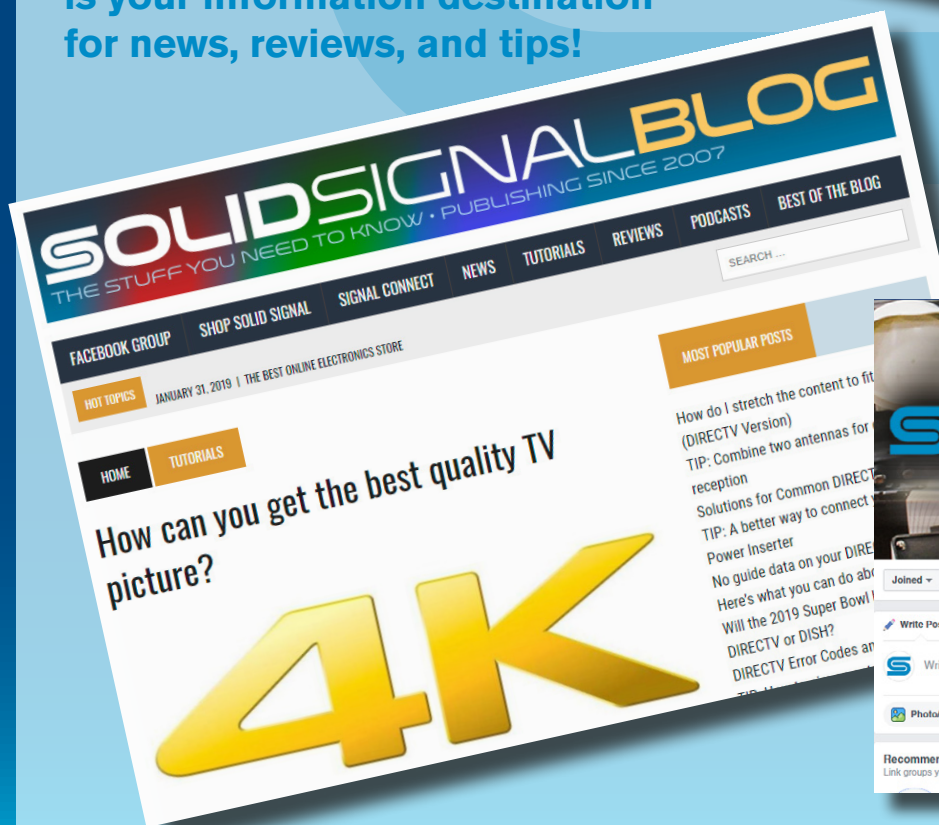 is your information destination
for news, reviews, and tips!
SOLIDSIGNALBLOG
THE STUFF YOU NEED TO KNOW • PUBLISHING SINCE 2007
FACEBOOK GROUP SHOP SOLID SIGNAL SIGNAL CONNECT NEWS TUTORIALS REVIEWS PODCASTS BEST OF THE BLOG
SEARCH ...
HOT TOPICS JANUARY 31, 2019 | THE BEST ONLINE ELECTRONICS STORE
HOME TUTORIALS
How can you get the best quality TV
picture?
4K
MOST POPULAR POSTS
How do I stretch the content to fit
(DIRECTV Version)
TIP: Combine two antennas for
reception
Solutions for Common DIRECT
TIP: A better way to connect
Power Inserter
No guide data on your DIRE
Here's what you can do abo
Will the 2019 Super Bowl
DIRECTV or DISH?
DIRECTV Error Codes an
Joined
Write Po
Wri
Photo/
Recommen
Link groups y